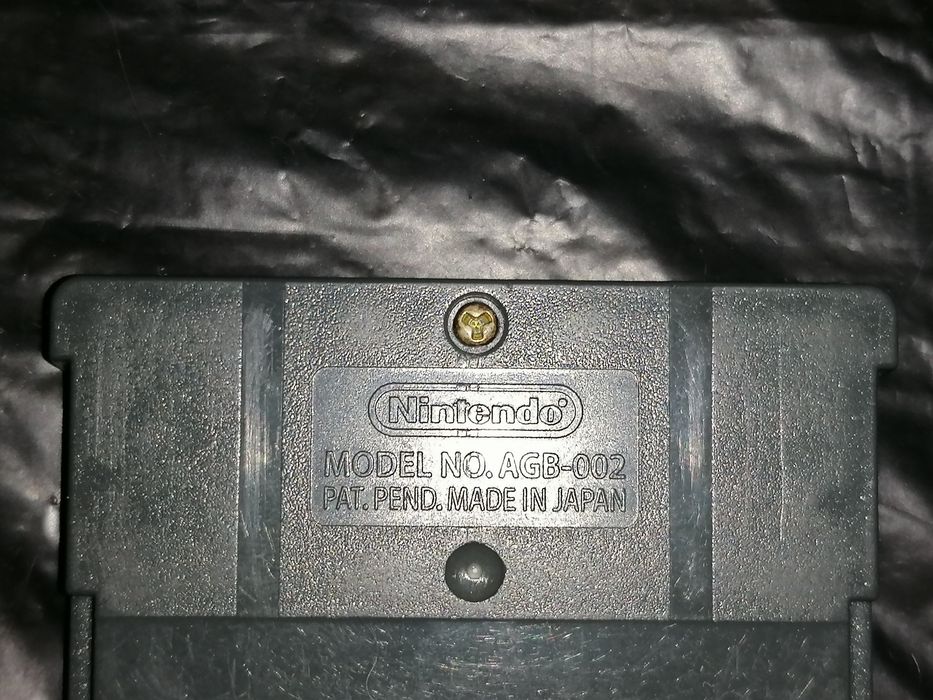 Nintendo®
MODEL NO. AGB-002
PAT. PEND. MADE IN JAPAN